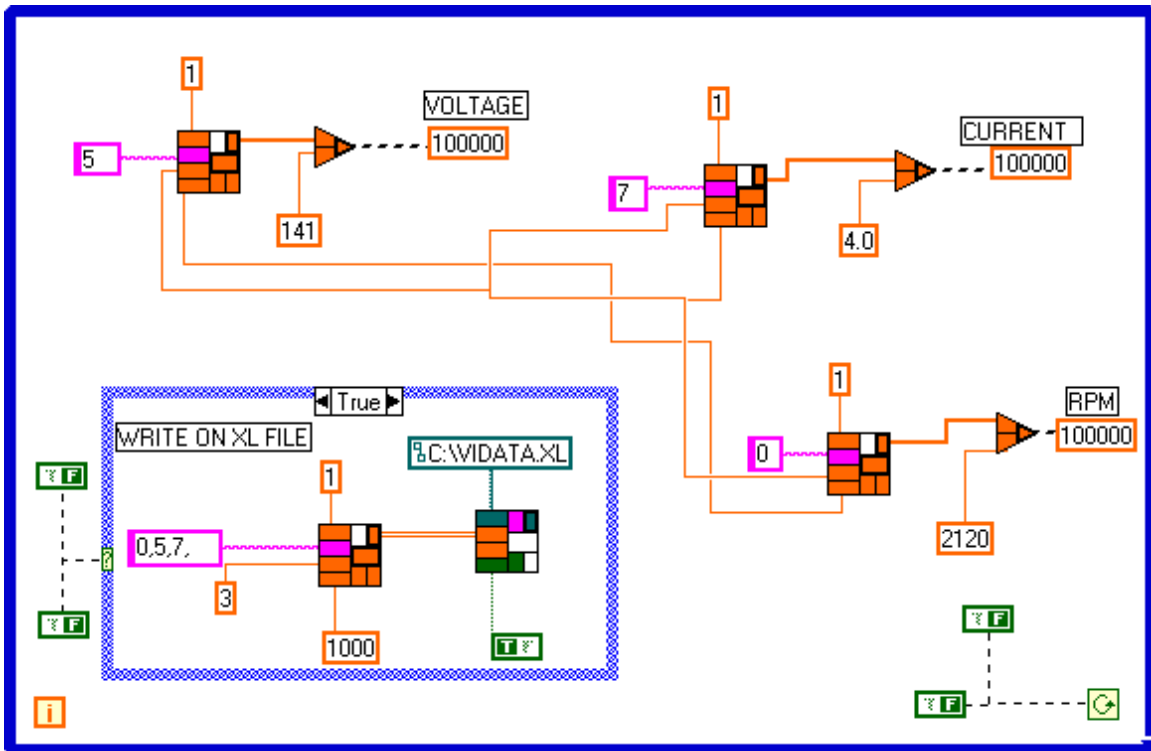 1
5
141
VOLTAGE
100000
1
7
4.0
CURRENT
100000
True
WRITE ON XL FILE
C:\VIDATA.XL
1
0,5,7,
3
1000
F
F
?
T
1
0
2120
RPM
100000
F
F
i